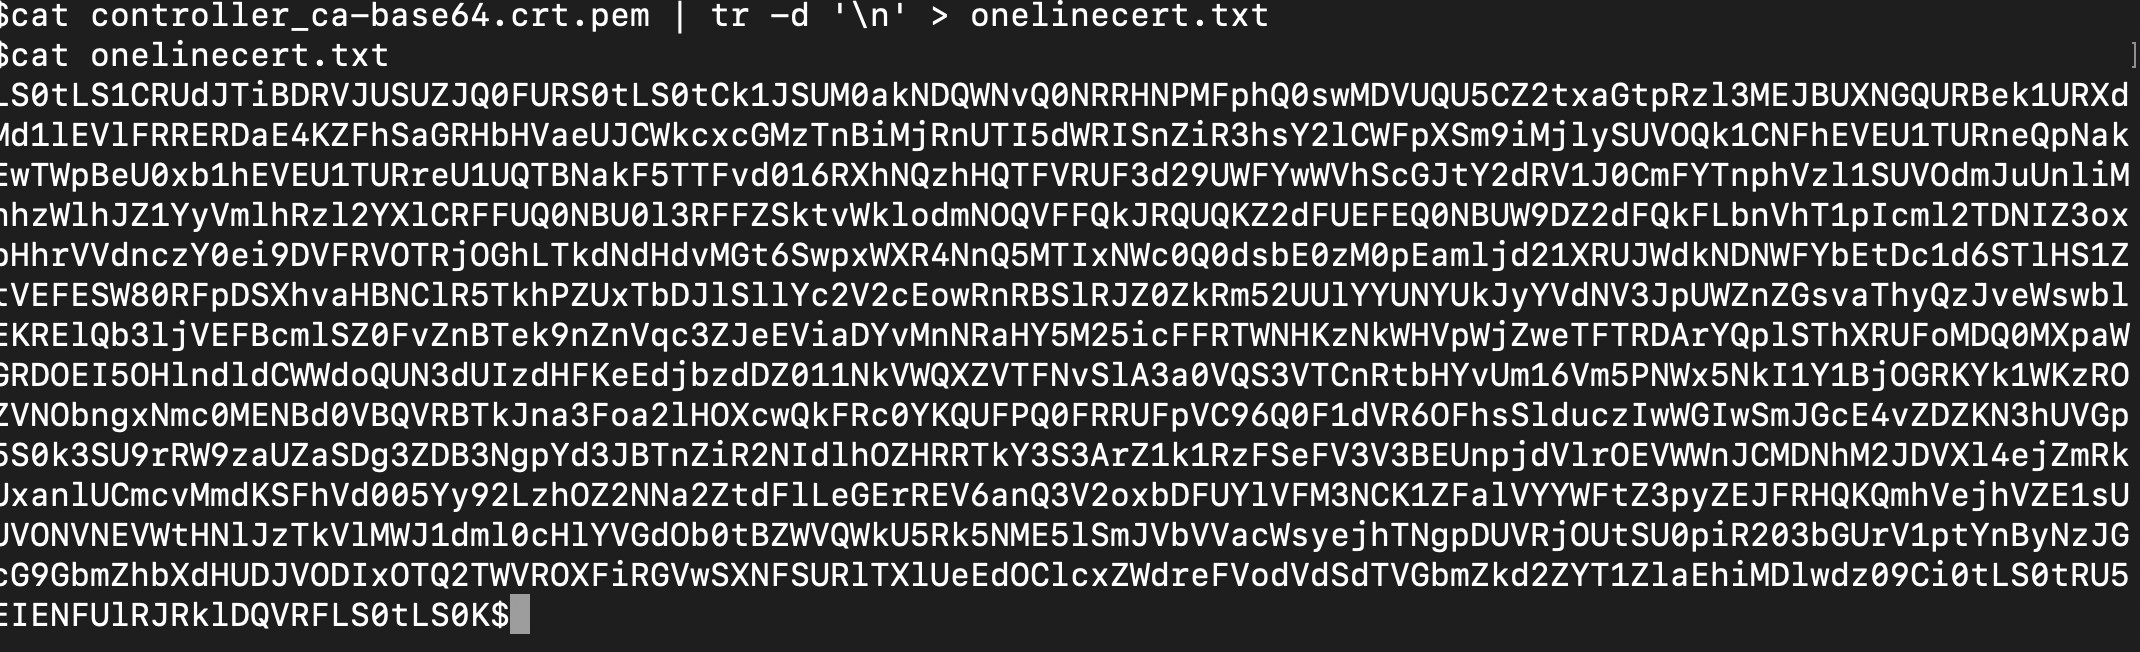 $cat controller_ca-base64.crt.pem | tr -d '\n' > onelinecert.txt
$cat onelinecert.txt
LS0tLS1CRUdJTiBDRVJUSUZJQ0FURS0tLS0tCk1JSUM0akNDQWNvQ0NRRHNPMFphQ0swMDVUQU5CZ2txaGtpRzl3MEJBUXNGQURBek1URXd
Md1lEVlFRRERDaE4KZFhSaGRHbHVaeUJCWkcxcGMzTnBiMjRnUTI5dWRISnZiR3hsY2lCWFpXSm9iMjlySUVOQk1CNFhEVEU1TURneQpNak
EwTWpBeU0xb1hEVEU1TURreU1UQTBNakF5TTFvd016RXhNQzhHQTFVRUF3d29UWFYwWVhScGJtY2dRV1J0CmFYTnphVzl1SUVOdmJuUnliM
hhzWlhJZ1YyVmlhRzl2YXlCRFFUQ0NBU0l3RFFZSktvWklodmNOQVFFQkJRQUQKZ2dFUEFEQ0NBUW9DZ2dFQkFLbnVhT1pIcml2TDNIZ3ox
bHhrVVdnczY0ei9DVFRVOTRjOGhLTkdNdHdvMGt6SwpxWXR4NnQ5MTIxNWc0Q0dsbE0zM0pEamljd21XRUJWdkNDNWFYbEtDc1d6STlHS1Z
tVEFESW80RFpDSXhvaHBNClR5TkhPZUxTbDJlSllYc2V2cEowRnRBSlRJZ0ZkRm52UUlYYUNYUkJyYVdNV3JpUWZnZGsvaThyQzJveWswbl
EKRElQb3ljVEFBcmlSZ0FvZnBTek9nZnVqc3ZJeEViaDYvMnNRaHY5M25icFFRTWNHKzNkWHVpWjZweTFTRDArYQplSThXRUFoMDQ0MXpaW
GRDOEI5OHlndldCWWdoQUN3dUIzdHFKeEdjbzdDZ011NkVWQXZVTFNvSlA3a0VQS3VTCnRtbHYvUm16Vm5PNWx5NkI1Y1BjOGRKYk1WKzRO
ZVNObngxNmc0MENBd0VBQVRBTkJna3Foa2lHOXcwQkFRc0YKQUFPQ0FRRUFpVC96Q0F1dVR6OFhsSlduczIwWGIwSmJGcE4vZDZKN3hUVGp
5S0k3SU9rRW9zaUZaSDg3ZDB3NgpYd3JBTnZiR2NIdlhOZHRRTkY3S3ArZ1k1RzFSeFV3V3BEUnpjdVlrOEVWWnJCMDNhM2JDVXl4ejZmRk
UxanlUCmcvMmdKSFhVd005Yy92LzhOZ2NNa2ZtdFlLeGErREV6anQ3V2oxbDFUYlVFM3NCK1ZFalVYYWFtZ3pyZEJFRHQKQmhVejhVZE1sU
UVONVNEVWtHNlJzTkVlMWJ1dml0cHlYVGdOb0tBZWVQWkU5Rk5NME5lSmJVbVVacWsyejhTNgpDUVRjOUtSU0piR203bGUrV1ptYnByNzJG
cG9GbmZhbXdHUDJVODIxOTQ2TWVROXFiRGVwSXNFSURlTXlUeEdOClcxZWdreFVodVdSdTVGbmZkd2ZYT1ZlaEhiMDlwdz09Ci0tLS0tRU5
EIENFUlRJRklDQVRFLS0tLS0K$